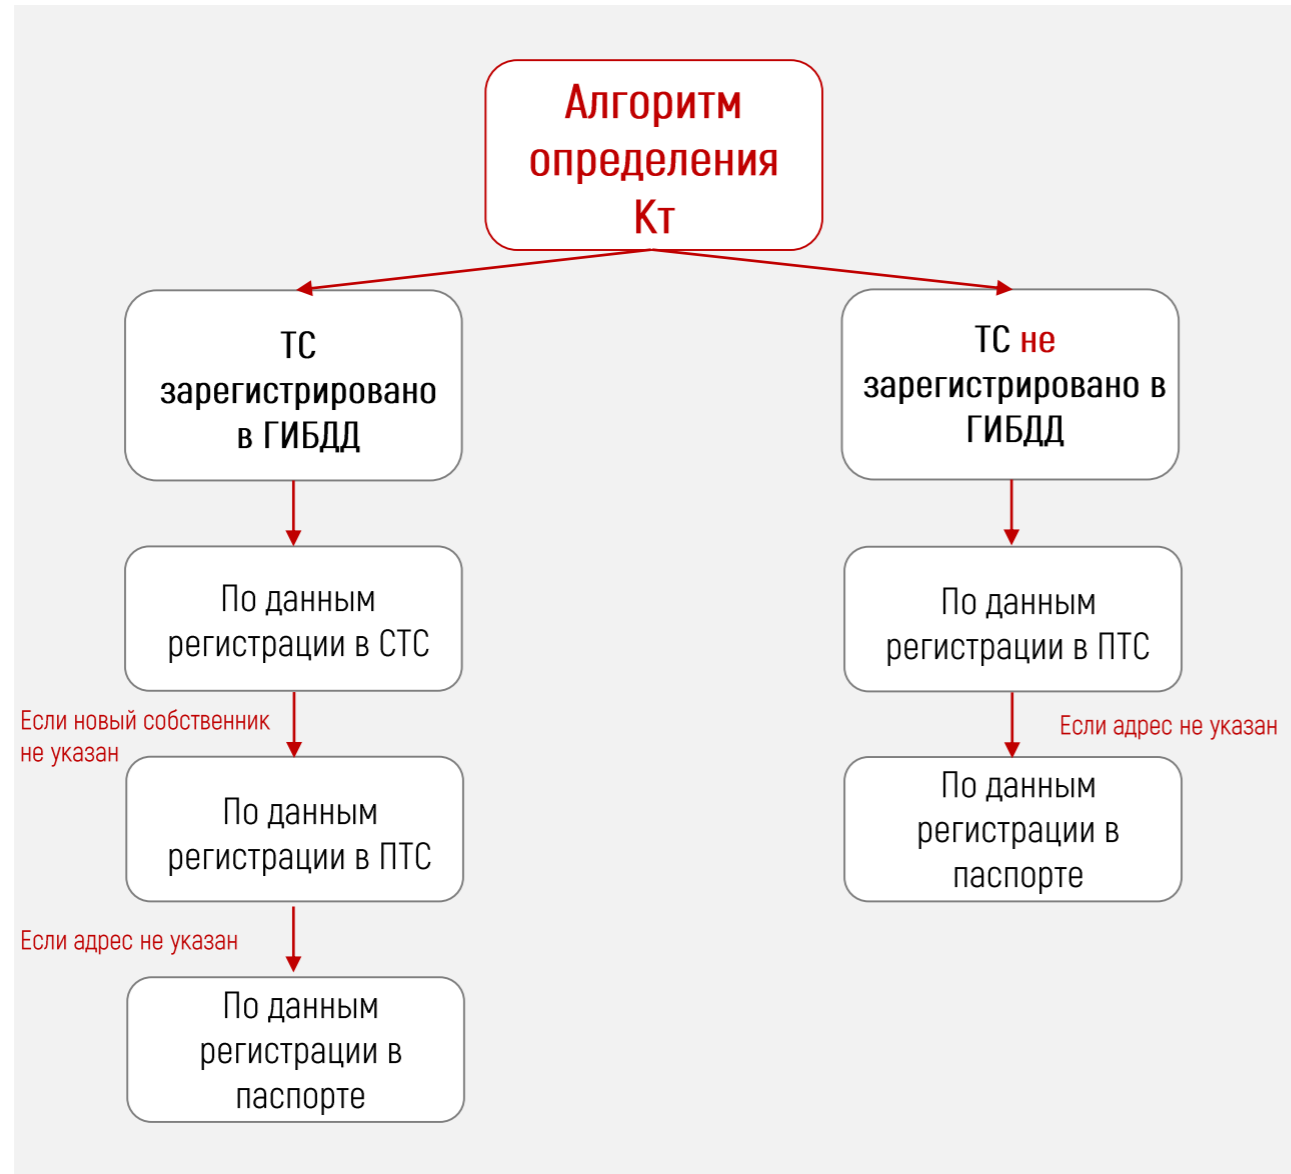 Алгоритм
определения
Кт
ТС
зарегистрировано
в ГИБДД
По данным
регистрации в СТС
Если новый собственник
не указан
По данным
регистрации в ПТС
Если адрес не указан
По данным
регистрации в
паспорте
ТС не
зарегистрировано в
ГИБДД
По данным
регистрации в ПТС
Если адрес не указан
По данным
регистрации в
паспорте